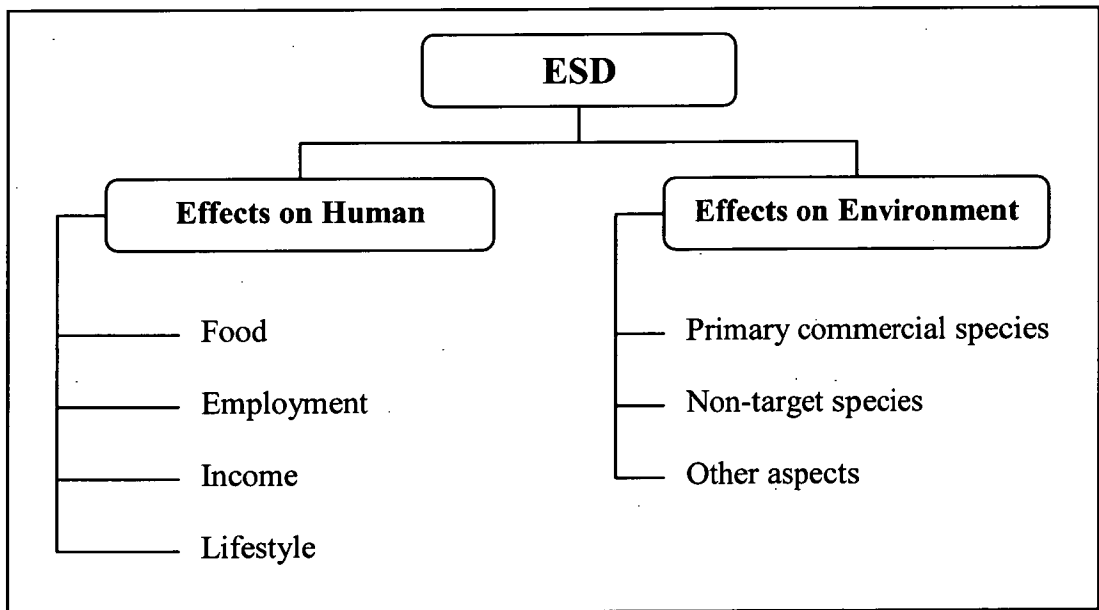 ESD
Effects on Human
Food
Employment
Income
Lifestyle
Effects on Environment
Primary commercial species
Non-target species
Other aspects